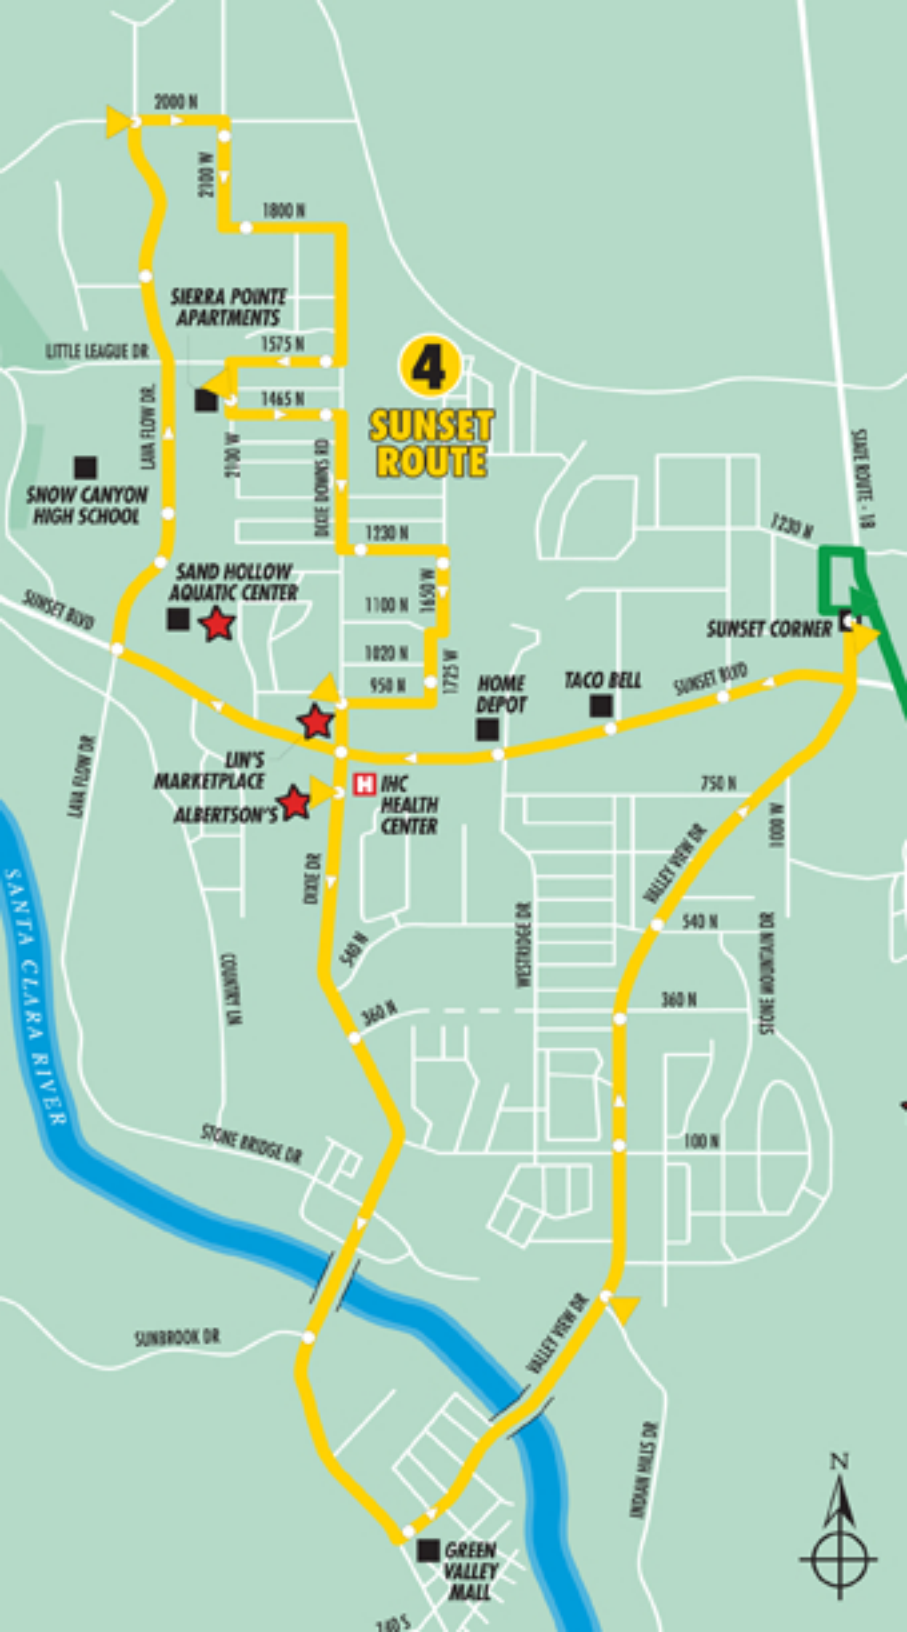 2000 N
2100 W
1800 N
SIERRA POINTE
APARTMENTS
1575 N
LITTLE LEAGUE DR
4
SUNSET
ROUTE
1465 N
LAVA FLOW DR.
2100 W
DIXIE DOWNS RD
STATE ROUTE - 18
SNOW CANYON
HIGH SCHOOL
1230 N
1230 N
SAND HOLLOW
AQUATIC CENTER
1650 W
1100 N
SUNSET BLVD
SUNSET CORNER
1020 N
1725 W
950 N
HOME
DEPOT
TACO BELL
SUNSET BLVD
LIN'S
MARKETPLACE
LAVA FLOW DR
H
IHC
HEALTH
CENTER
ALBERTSON'S
750 N
1000 W
VALLEY VIEW DR
DIXIE DR
SANTA CLARA RIVER
540 N
540 N
WESTRIDGE DR
STONE MOUNTAIN DR
COUNTRY LN
360 N
360 N
STONE BRIDGE DR
100 N
SUNBROOK DR
VALLEY VIEW DR
INDIAN HILLS DR
N
GREEN
VALLEY
MALL
240 S